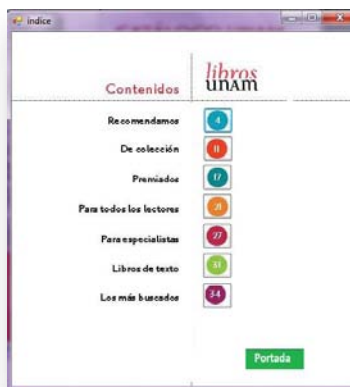 indice
Contenidos
libros
UNAM
Recomendamos 4
De colección 11
Premiados 17
Para todos los lectores 21
Para especialistas 27
Libros de texto 33
Los más buscados 34
Portada